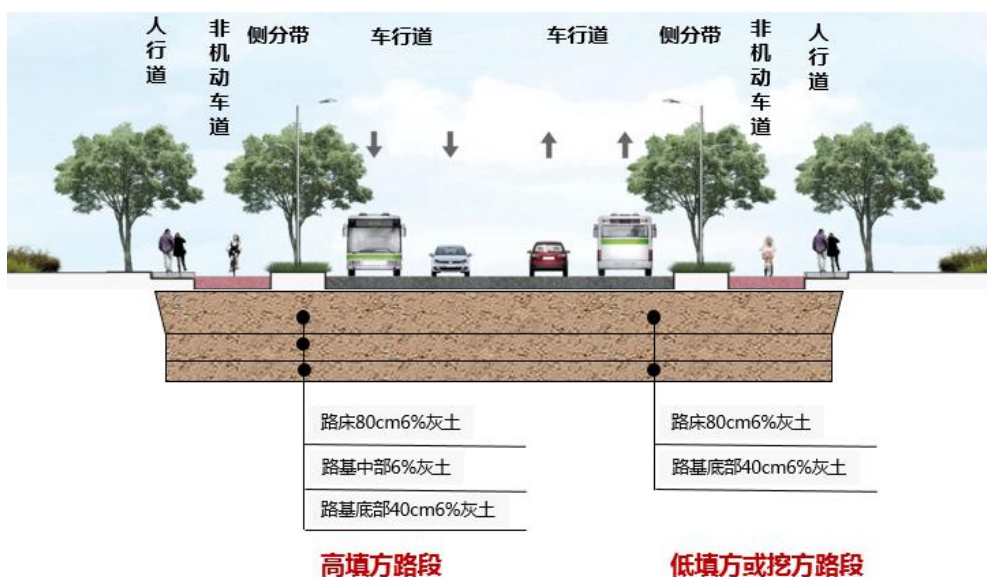 人行道
非机动车道
侧分带
车行道
车行道
侧分带
非机动车道
人行道
路床80cm6%灰土
路基中部6%灰土
路基底部40cm6%灰土
高填方路段
路床80cm6%灰土
路基底部40cm6%灰土
低填方或挖方路段